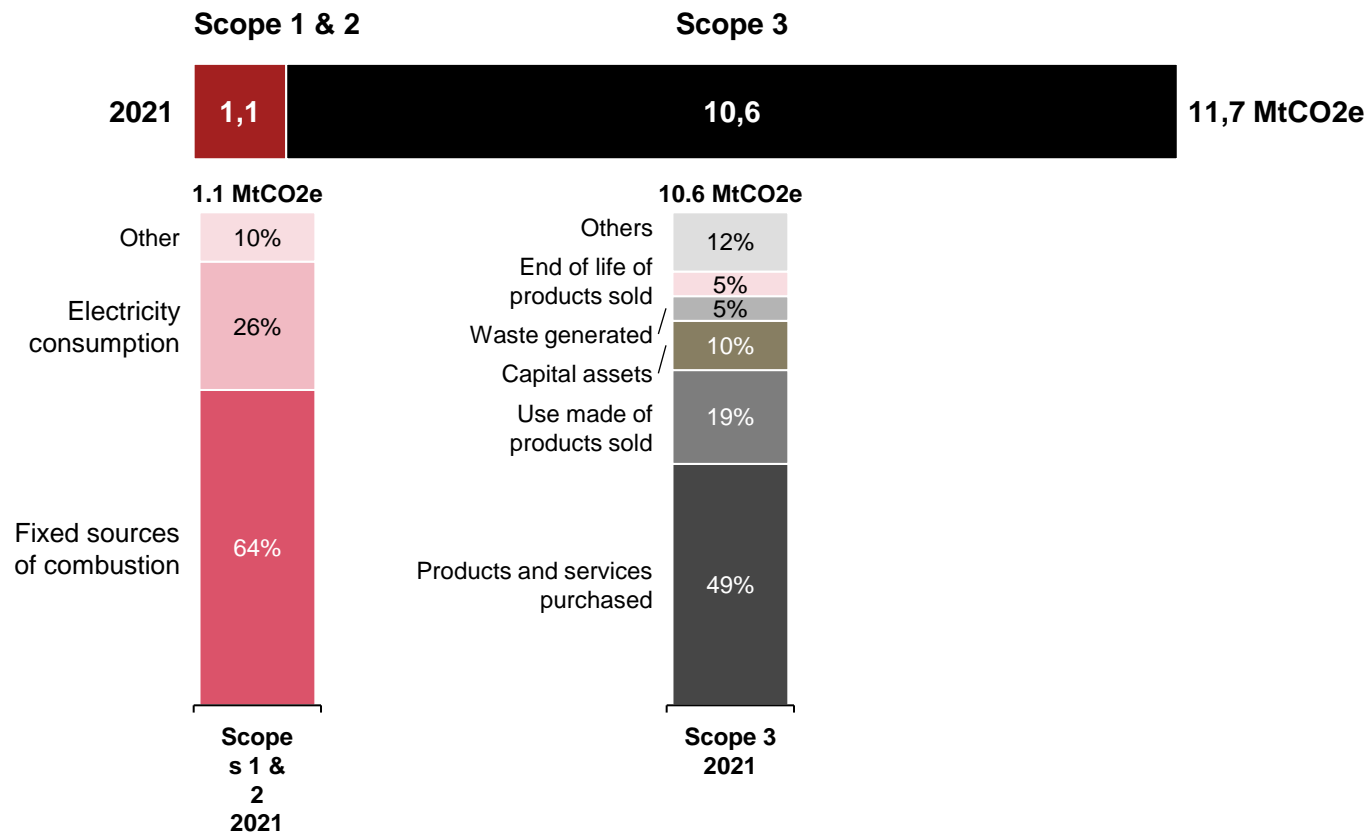 Scope 1 & 2
Scope 3
2021
1,1
10,6
11,7 MtCO2e
1.1 MtCO2e
Other
10%
Electricity
consumption
26%
Fixed sources
of combustion
64%
Scope
s 1 &
2
2021
10.6 MtCO2e
Others
12%
End of life of
products sold
5%
Waste generated
5%
Capital assets
10%
Use made of
products sold
19%
Products and services
purchased
49%
Scope 3
2021